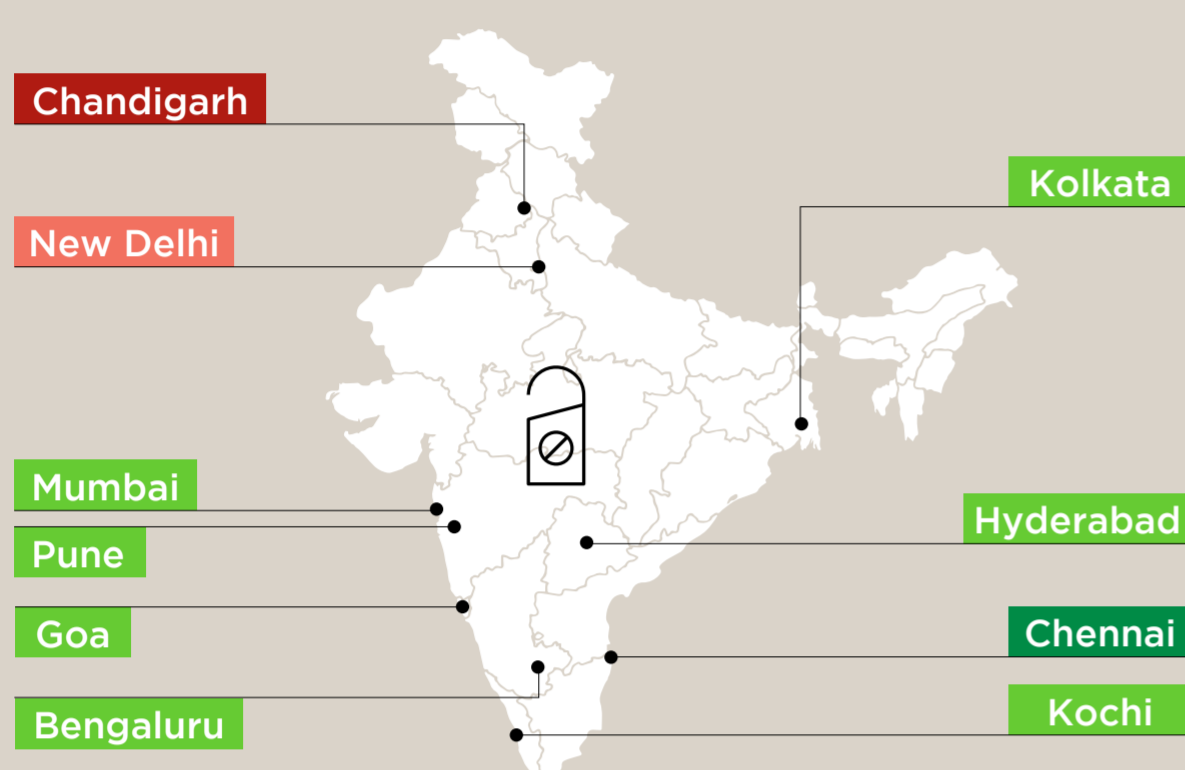 Chandigarh
New Delhi
Mumbai
Pune
Goa
Bengaluru
Kolkata
Hyderabad
Chennai
Kochi